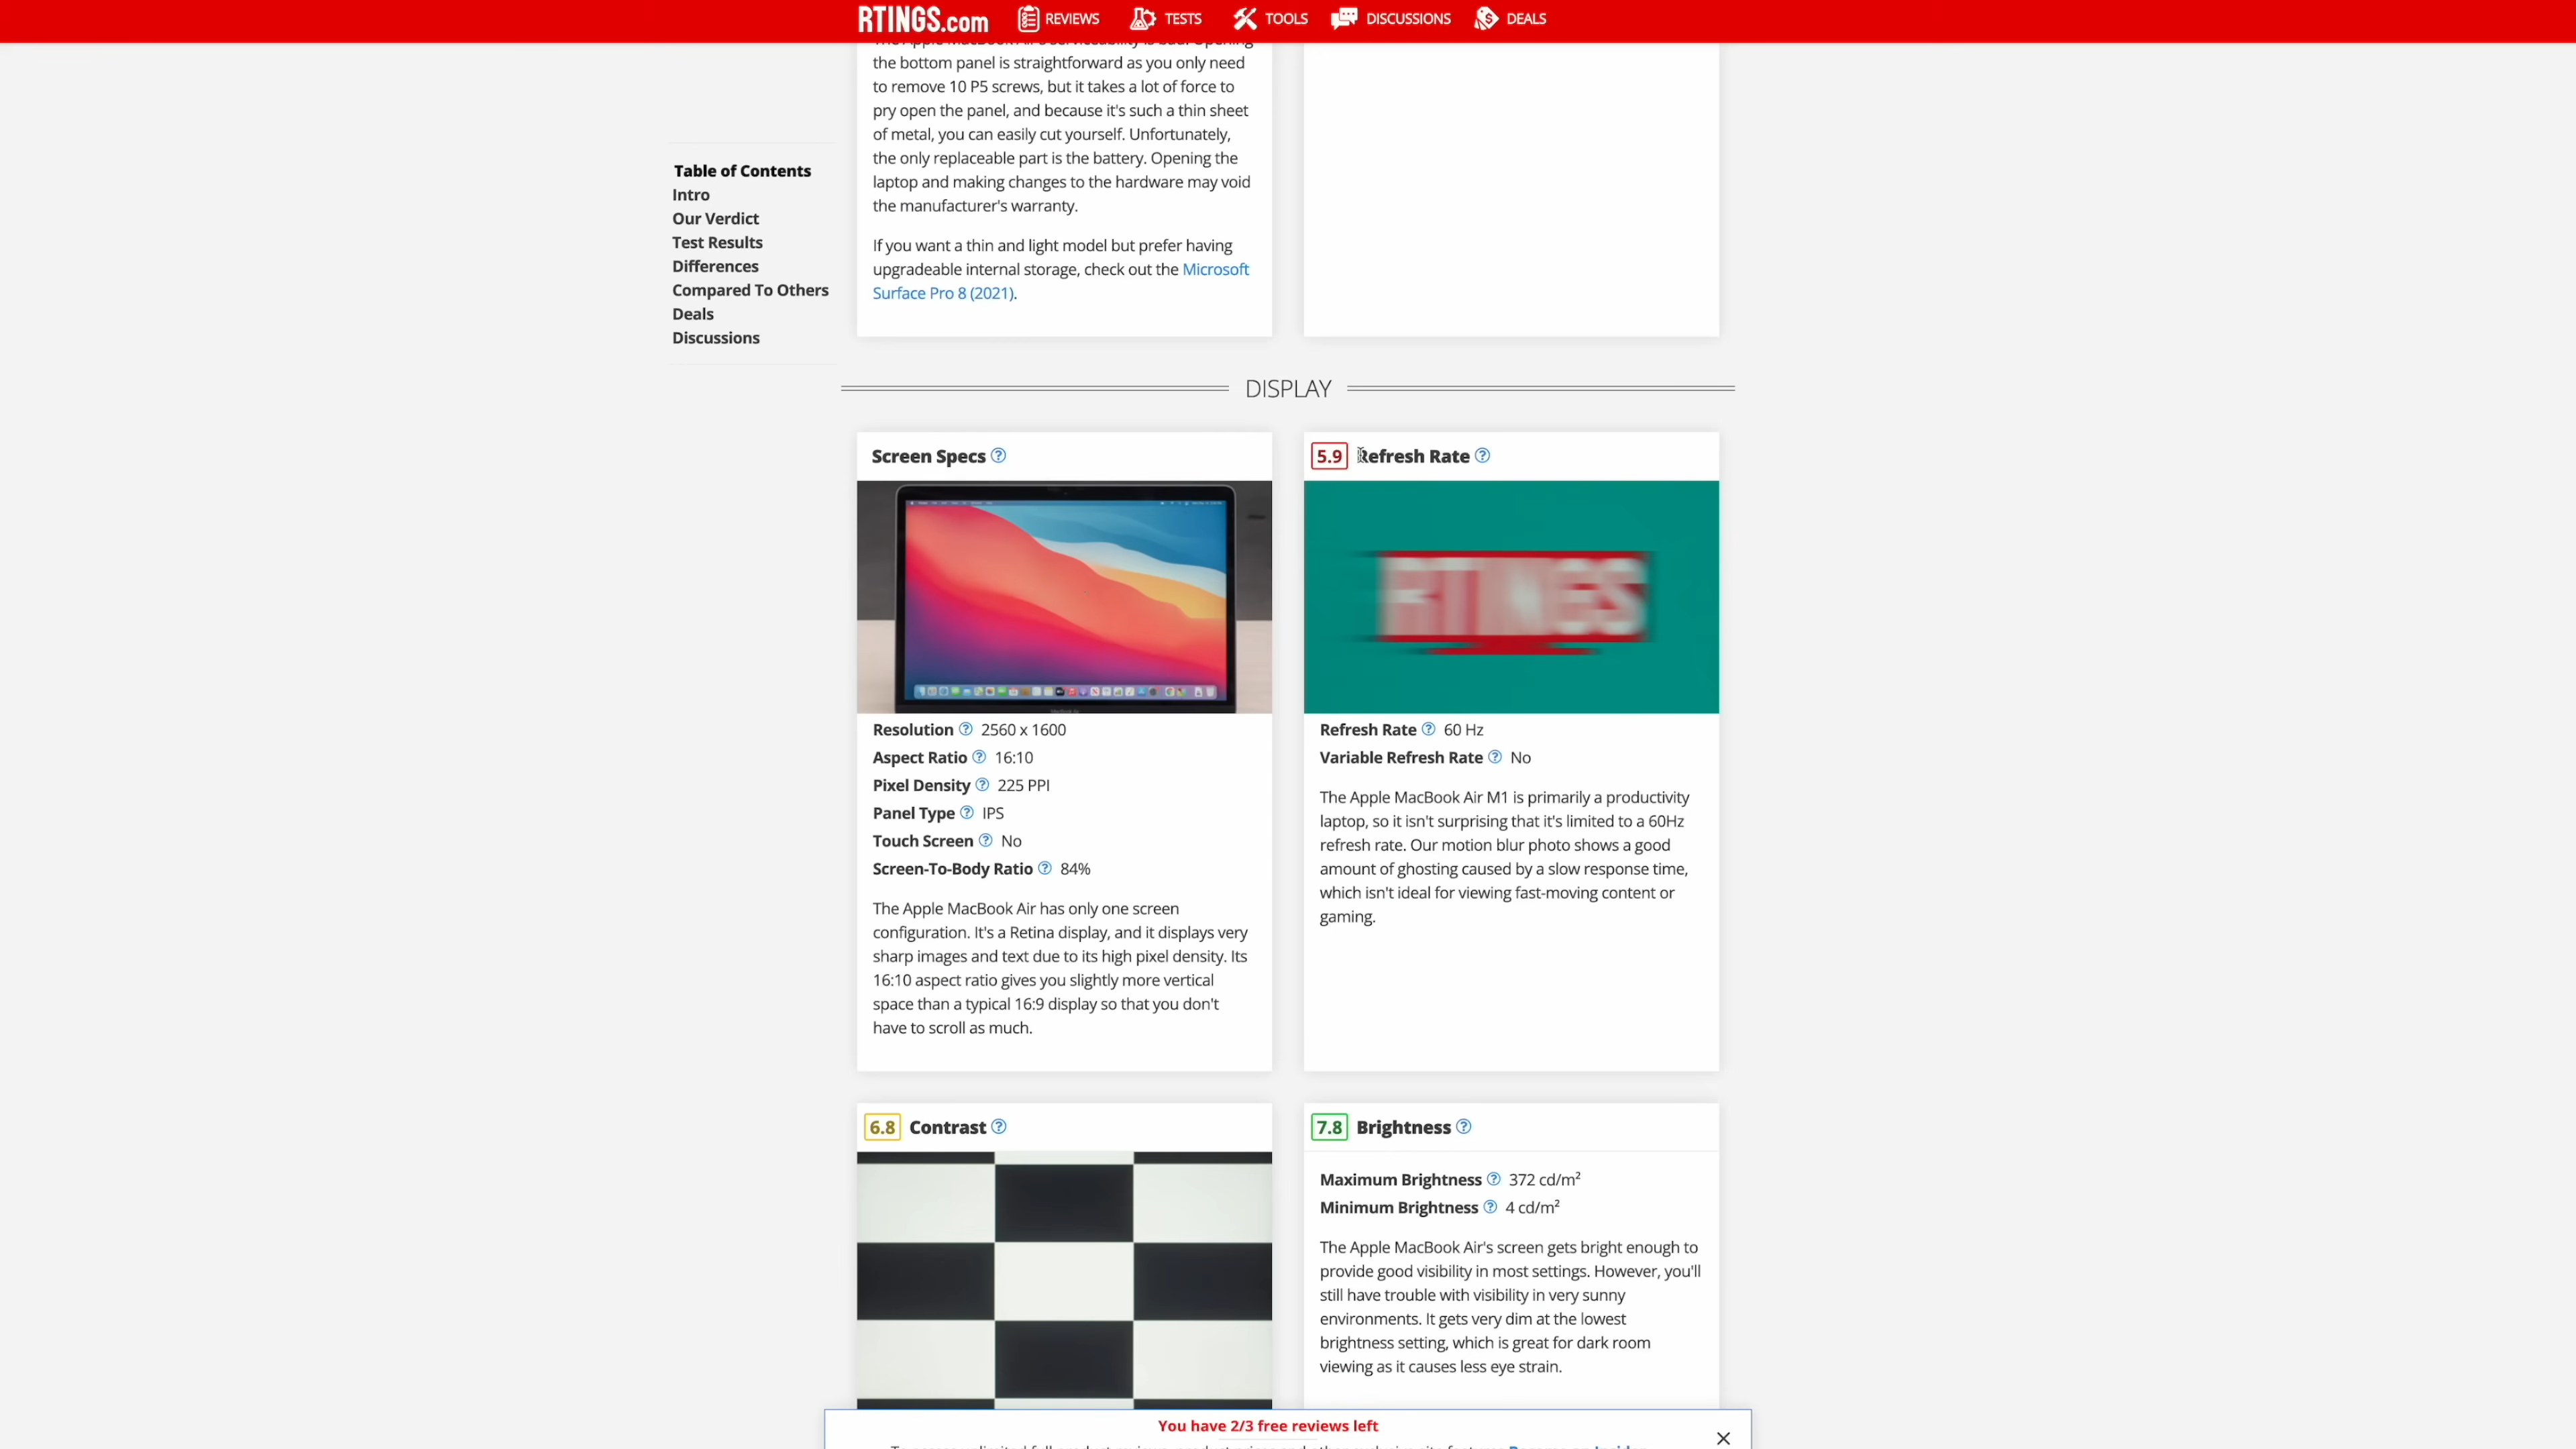 RTINGS.com
REVIEWS
TESTS
TOOLS
DISCUSSIONS
DEALS
the bottom panel is straightforward as you only need
to remove 10 P5 screws, but it takes a lot of force to
pry open the panel, and because it's such a thin sheet
of metal, you can easily cut yourself. Unfortunately,
the only replaceable part is the battery. Opening the
laptop and making changes to the hardware may void
the manufacturer's warranty.
If you want a thin and light model but prefer having
upgradeable internal storage, check out the Microsoft
Surface Pro 8 (2021).
Table of Contents
Intro
Our Verdict
Test Results
Differences
Compared To Others
Deals
Discussions
DISPLAY
Screen Specs
Resolution 2560 x 1600
Aspect Ratio 16:10
Pixel Density 225 PPI
Panel Type IPS
Touch Screen No
Screen-To-Body Ratio 84%
The Apple MacBook Air has only one screen
configuration. It's a Retina display, and it displays very
sharp images and text due to its high pixel density. Its
16:10 aspect ratio gives you slightly more vertical
space than a typical 16:9 display so that you don't
have to scroll as much.
5.9 Refresh Rate
RTINGS
Refresh Rate 60 Hz
Variable Refresh Rate No
The Apple MacBook Air M1 is primarily a productivity
laptop, so it isn't surprising that it's limited to a 60Hz
refresh rate. Our motion blur photo shows a good
amount of ghosting caused by a slow response time,
which isn't ideal for viewing fast-moving content or
gaming.
6.8 Contrast
7.8 Brightness
Maximum Brightness 372 cd/m²
Minimum Brightness 4 cd/m²
The Apple MacBook Air's screen gets bright enough to
provide good visibility in most settings. However, you'll
still have trouble with visibility in very sunny
environments. It gets very dim at the lowest
brightness setting, which is great for dark room
viewing as it causes less eye strain.
You have 2/3 free reviews left